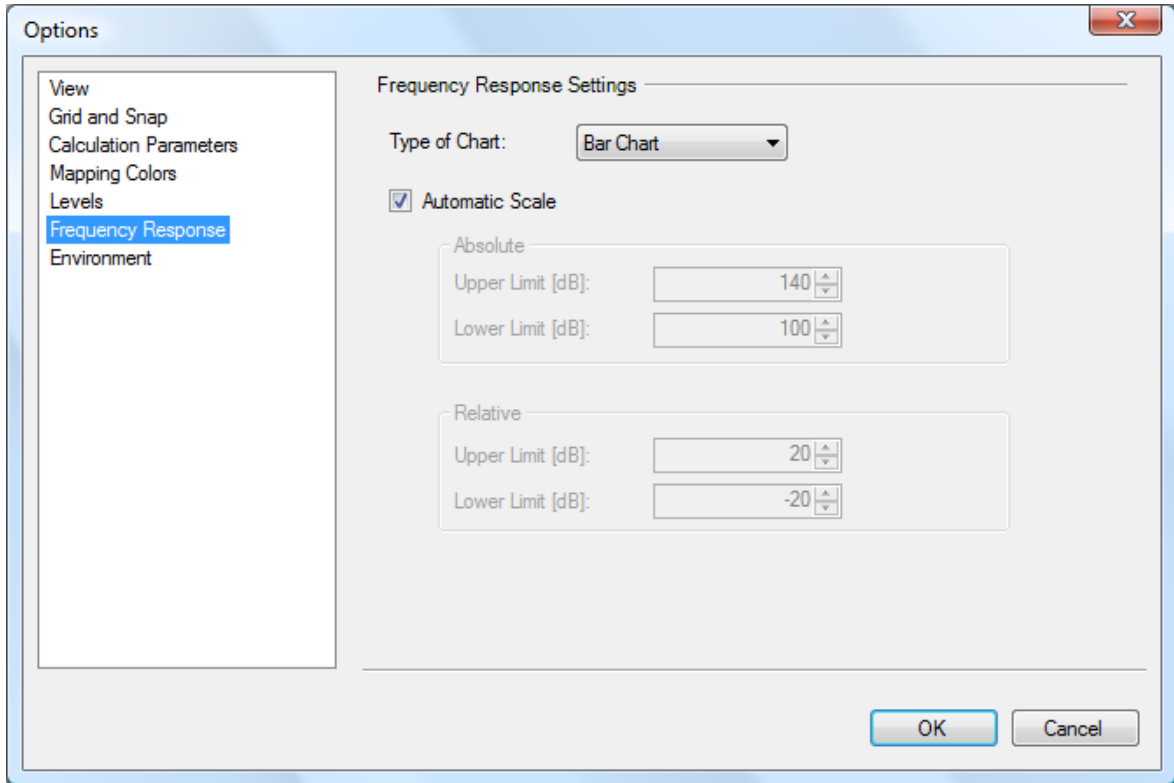 Options
View
Grid and Snap
Calculation Parameters
Mapping Colors
Levels
Frequency Response
Environment
Frequency Response Settings
Type of Chart: Bar Chart
Automatic Scale
Absolute
Upper Limit [dB]: 140
Lower Limit [dB]: 100
Relative
Upper Limit [dB]: 20
Lower Limit [dB]: -20
OK Cancel